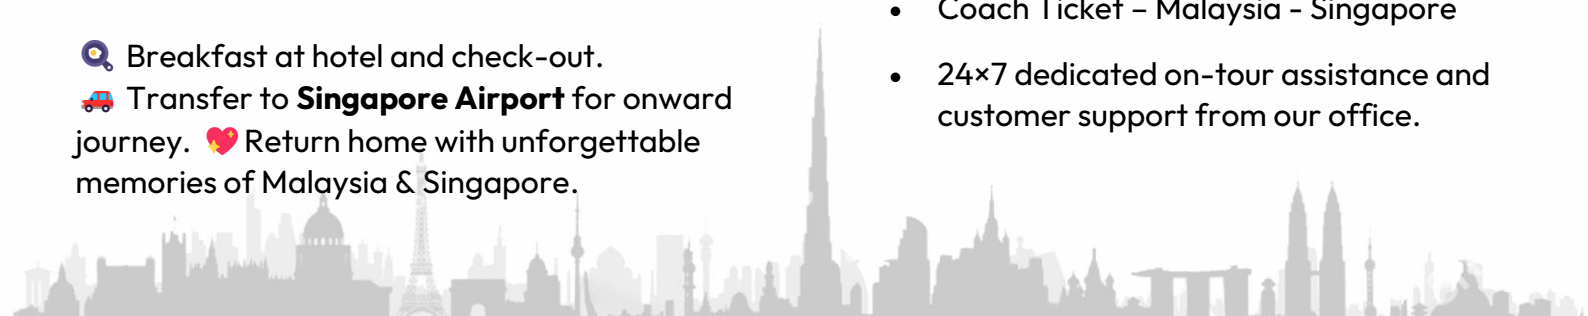 🍳 Breakfast at hotel and check-out.
🚗 Transfer to Singapore Airport for onward
journey. 💖 Return home with unforgettable
memories of Malaysia & Singapore.
• Coach Ticket – Malaysia - Singapore
• 24×7 dedicated on-tour assistance and
customer support from our office.